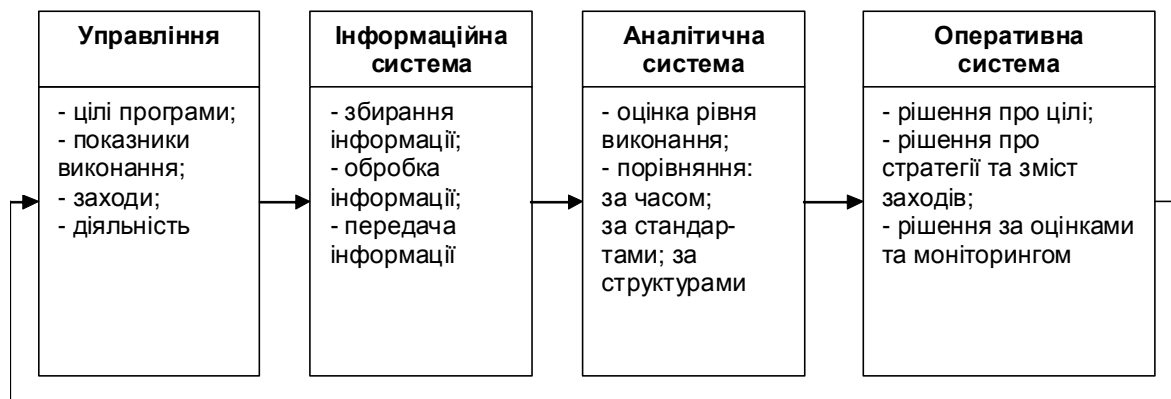 Управління
- цілі програми;
- показники
виконання;
- заходи;
- діяльність
Інформаційна
система
- збирання
інформації;
- обробка
інформації;
- передача
інформації
Аналітична
система
- оцінка рівня
виконання;
- порівняння:
за часом;
за стандар-
тами; за
структурами
Оперативна
система
- рішення про цілі;
- рішення про
стратегії та зміст
заходів;
- рішення за оцінками
та моніторингом